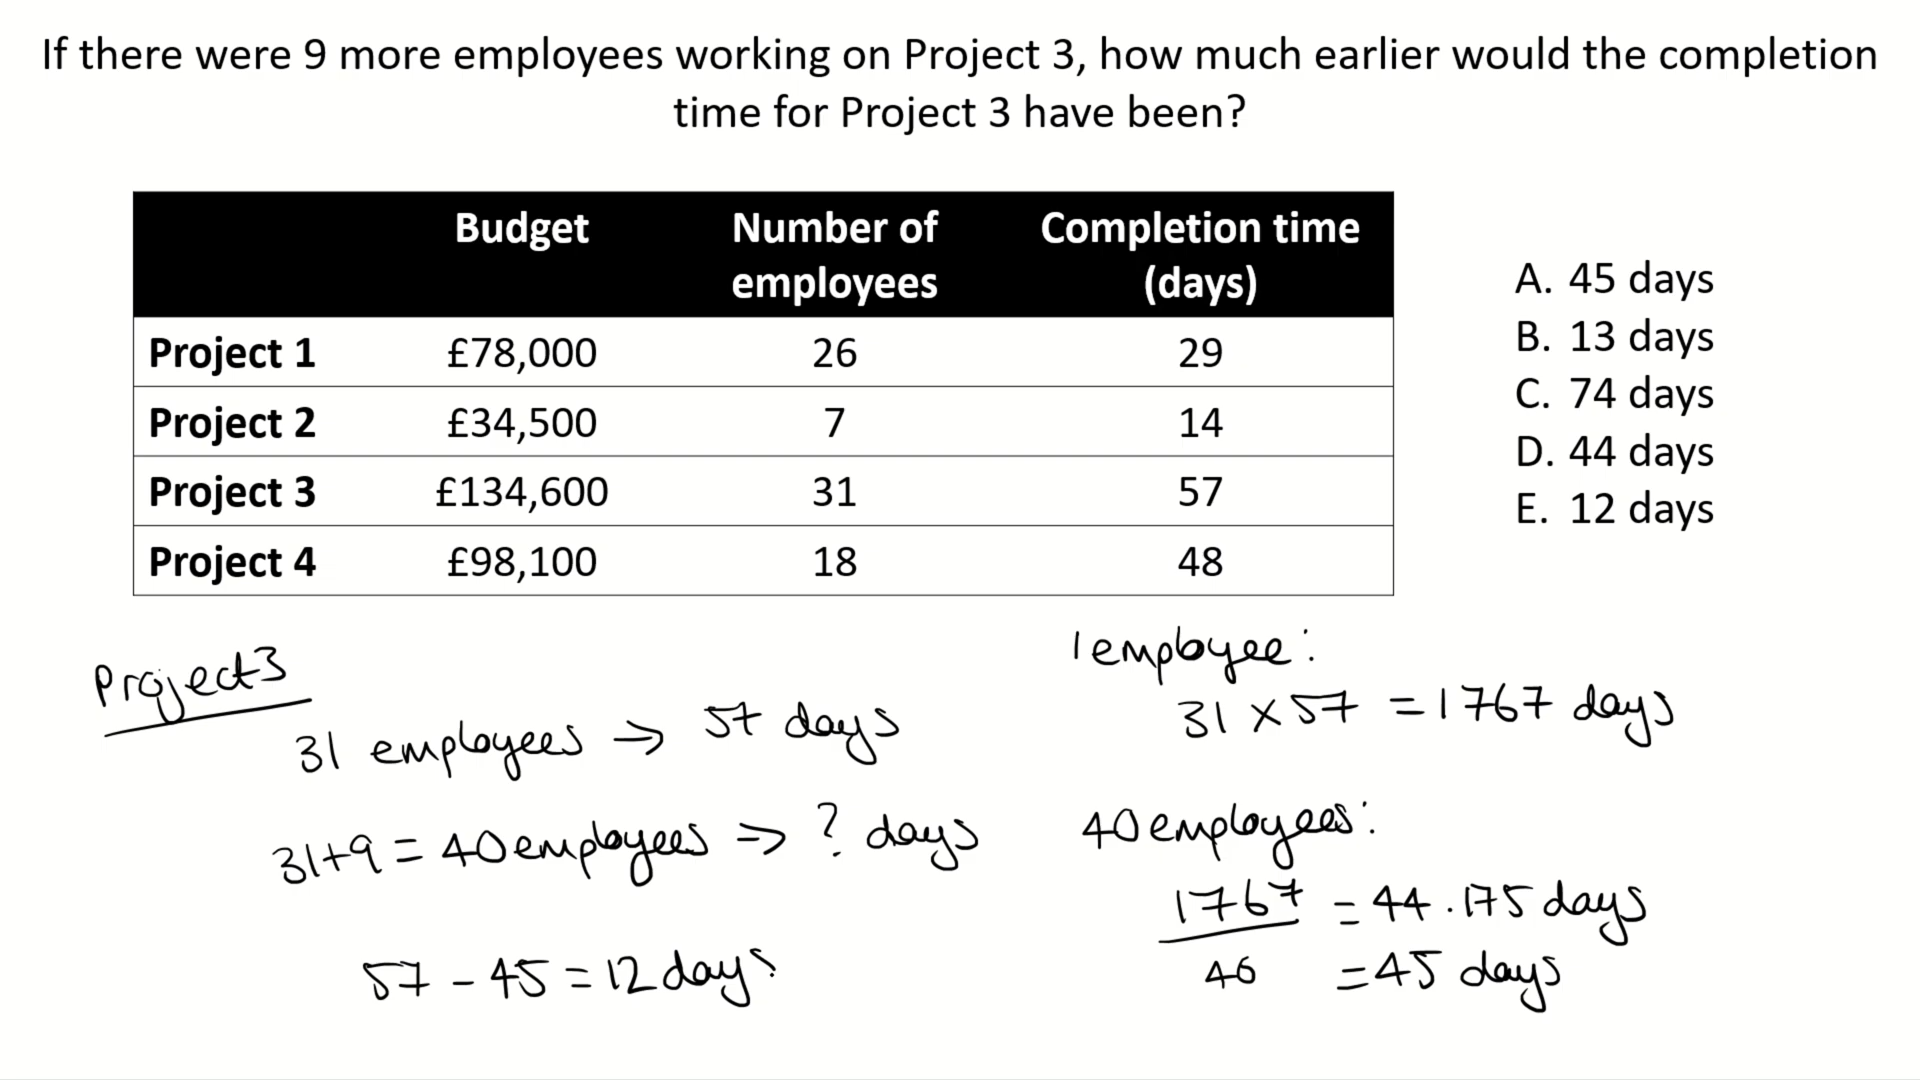 If there were 9 more employees working on Project 3, how much earlier would the completion
time for Project 3 have been?
Budget Number of employees Completion time (days)
Project 1 £78,000 26 29
Project 2 £34,500 7 14
Project 3 £134,600 31 57
Project 4 £98,100 18 48
A. 45 days
B. 13 days
C. 74 days
D. 44 days
E. 12 days
Project 3
31 employees ⇒ 57 days
31+9 = 40 employees ⇒ ? days
57 - 45 = 12 days
1 employee:
31 × 57 = 1767 days
40 employees:
1767 = 44.175 days
40 = 45 days